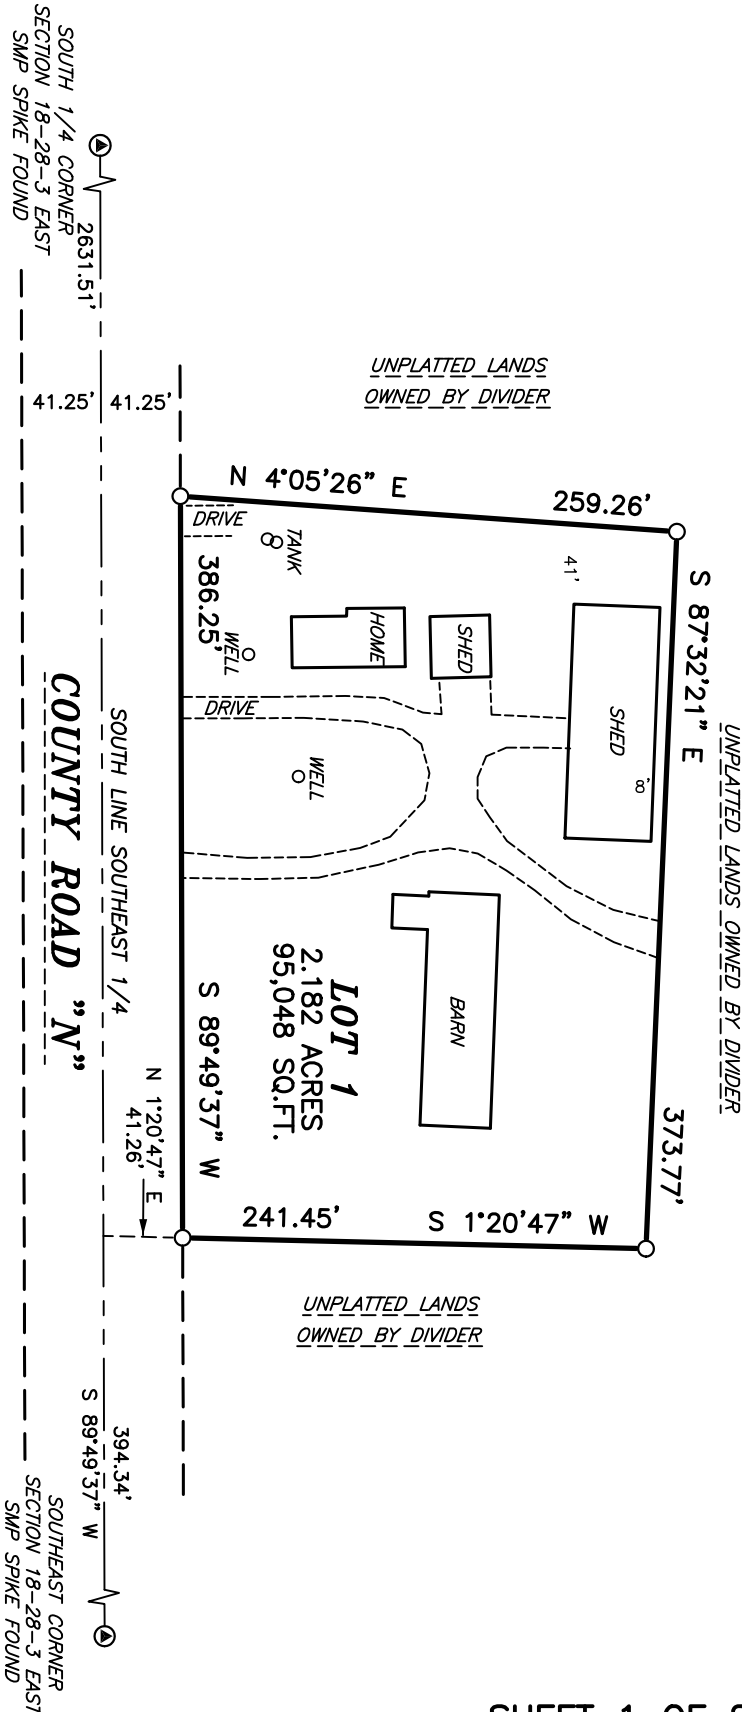 SOUTH 1/4 CORNER
SECTION 18-28-3 EAST
SMP SPIKE FOUND
2631.51'
41.25'
41.25'
UNPLATTED LANDS
OWNED BY DIVIDER
N 4°05'26" E
259.26'
S 87°32'21" E
373.77'
UNPLATTED LANDS OWNED BY DIVIDER
DRIVE
TANK
386.25'
WELL
HOME
SHED
41'
SHED
8'
DRIVE
WELL
BARN
LOT 1
2.182 ACRES
95,048 SQ.FT.
S 89°49'37" W
241.45'
S 1°20'47" W
SOUTH LINE SOUTHEAST 1/4
COUNTY ROAD "N"
N 1°20'47" E
41.26'
UNPLATTED LANDS
OWNED BY DIVIDER
394.34'
S 89°49'37" W
SOUTHEAST CORNER
SECTION 18-28-3 EAST
SMP SPIKE FOUND
SHEET 1 OF